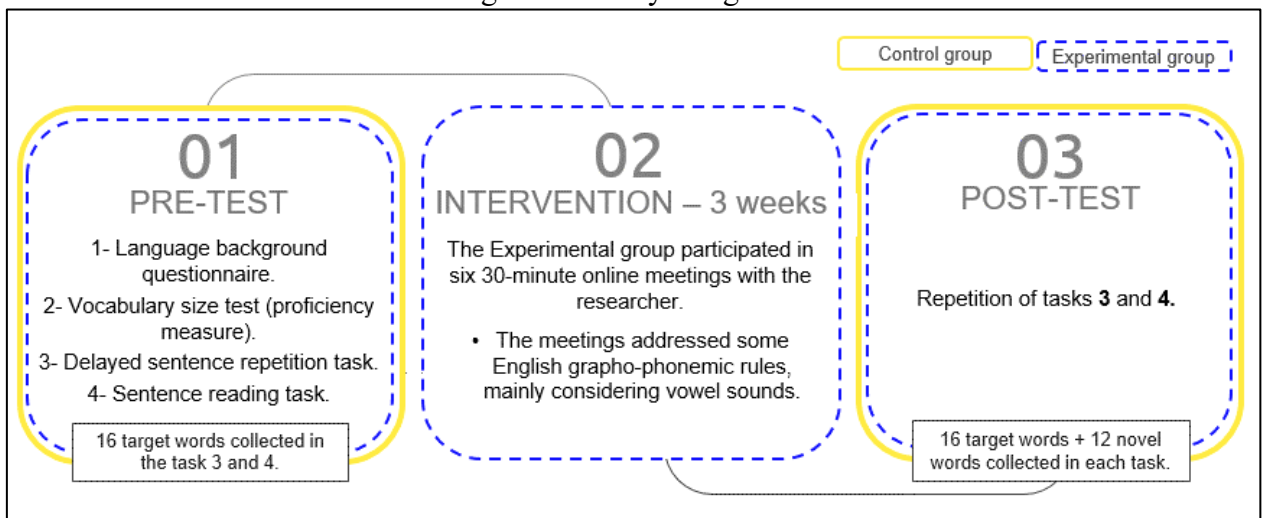 Control group
Experimental group
01
PRE-TEST
1- Language background
questionnaire.
2- Vocabulary size test (proficiency
measure).
3- Delayed sentence repetition task.
4- Sentence reading task.
16 target words collected in
the task 3 and 4.
02
INTERVENTION – 3 weeks
The Experimental group participated in
six 30-minute online meetings with the
researcher.
• The meetings addressed some
English grapho-phonemic rules,
mainly considering vowel sounds.
03
POST-TEST
Repetition of tasks 3 and 4.
16 target words + 12 novel
words collected in each task.